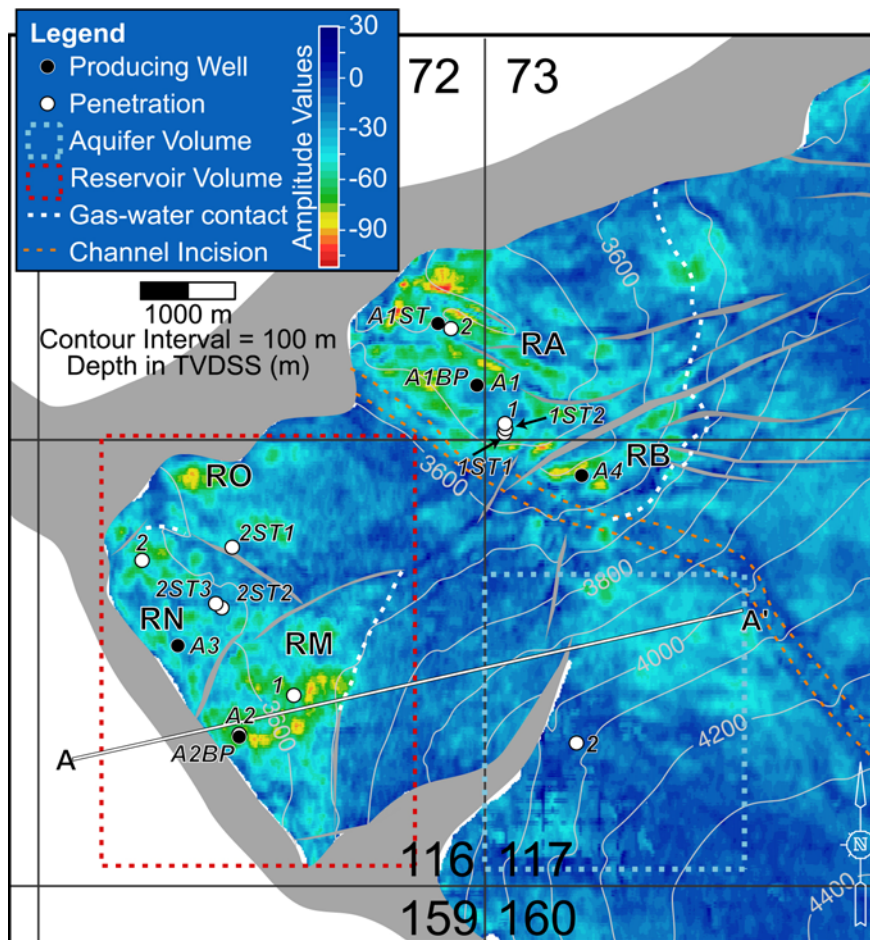 Legend
Producing Well
Penetration
Aquifer Volume
Reservoir Volume
Gas-water contact
Channel Incision
Amplitude Values
30
0
-30
-60
-90
1000 m
Contour Interval = 100 m
Depth in TVDSS (m)
72 73
3600
A1ST 2
RA
A1BP A1
1 1ST2
1ST1
3600
RB
A4
RO
2 2ST1
2ST3 2ST2
3800
RN
A3
RM
A'
4000
1
3600
A2
A2BP
A
4200
2
N
116 117
4400
159 160